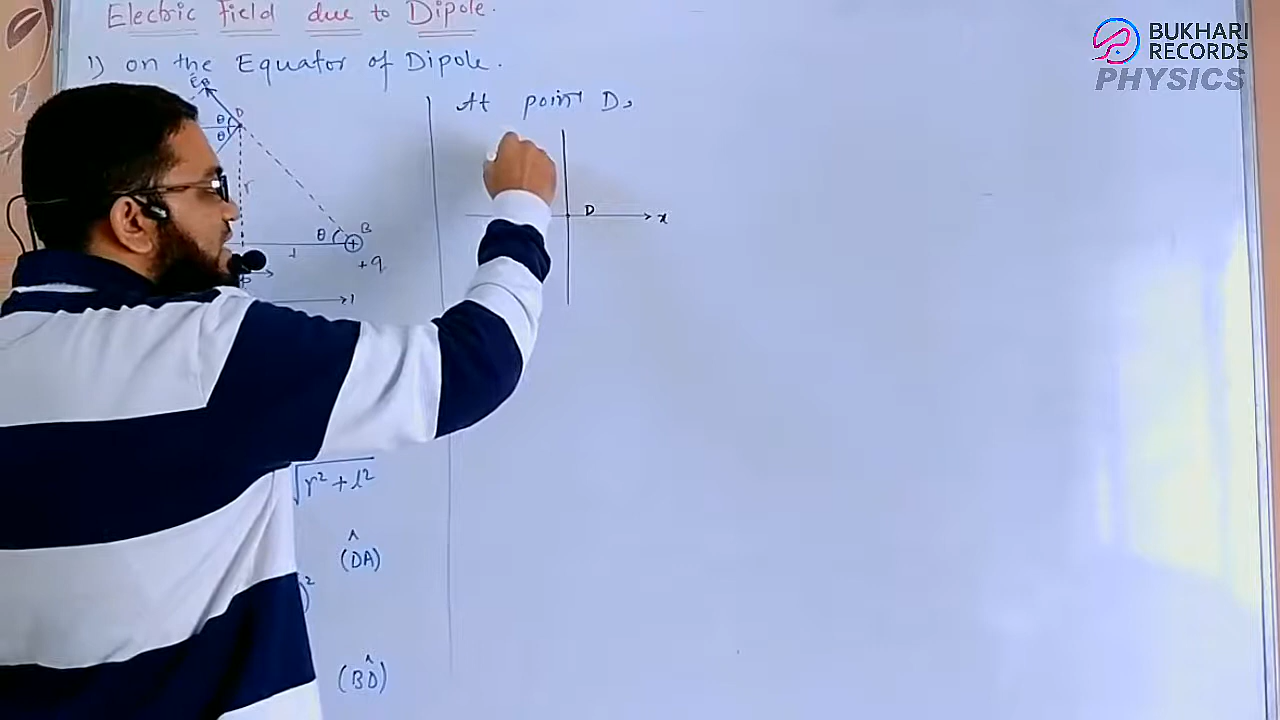 Electric Field due to Dipole.
1) on the Equator of Dipole.
At point D,
E B
D
θ
θ
r
D
x
θ
B
+
+q
P
l
l
√r² + l²
^
(DA)
)²
^
(BD)
BUKHARI
RECORDS
PHYSICS